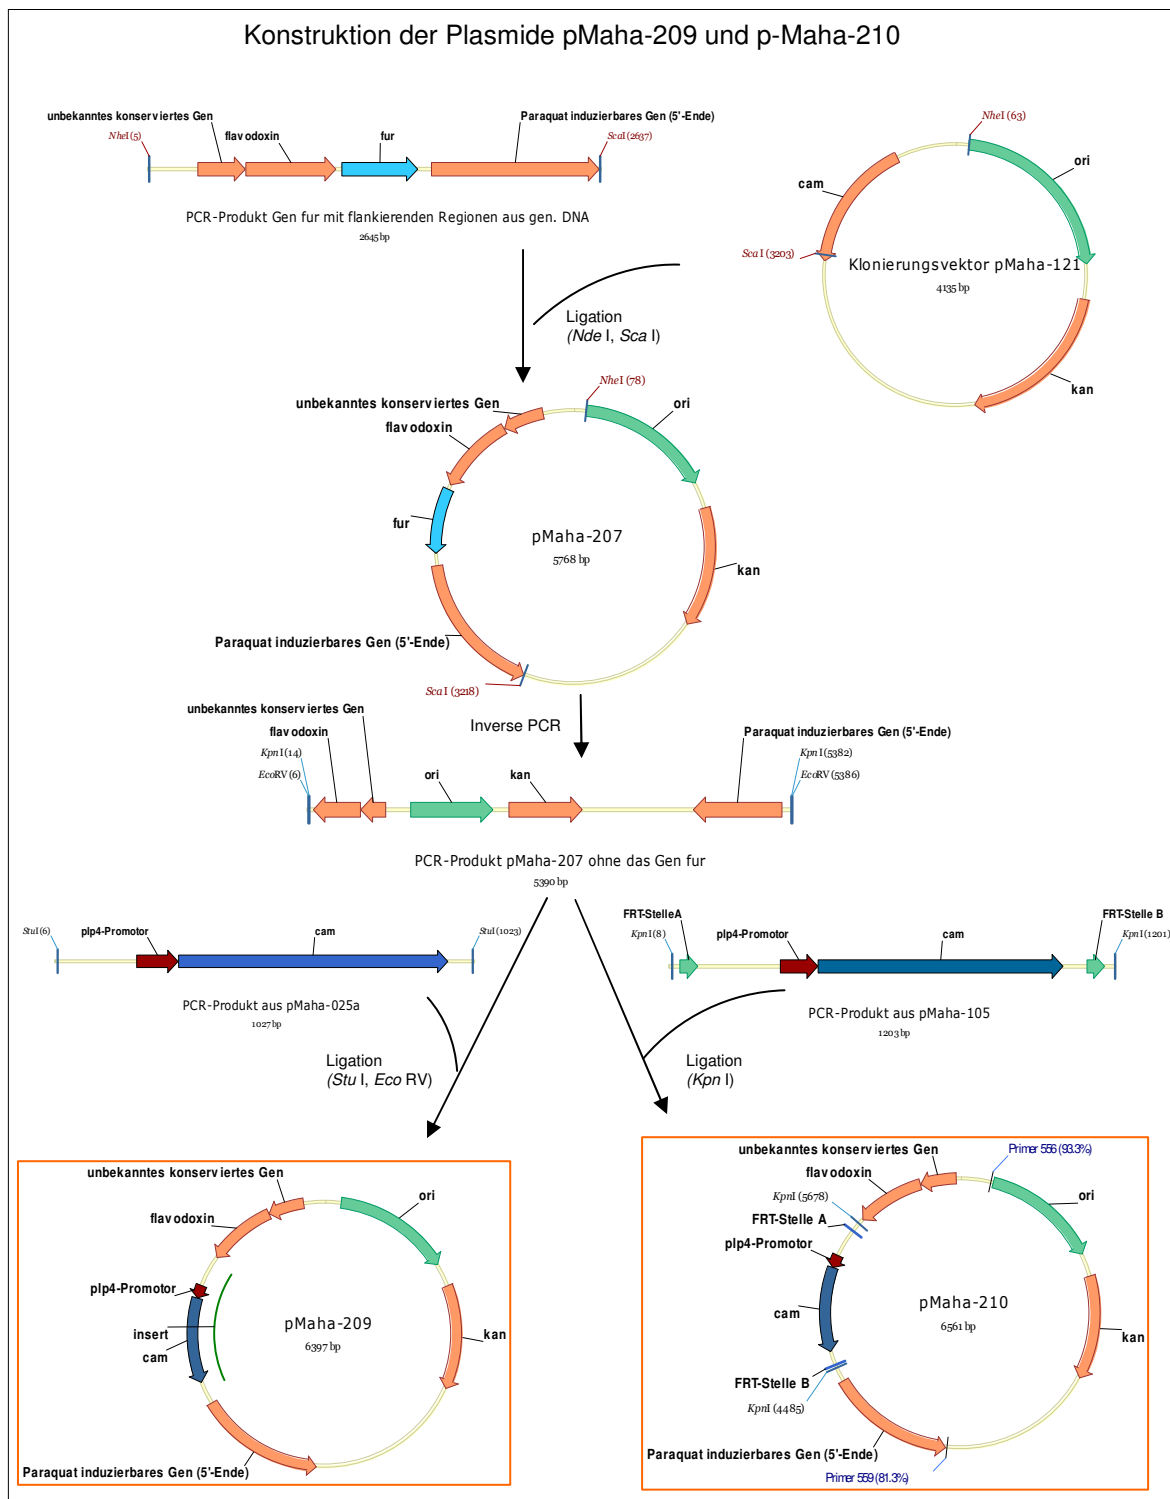 Konstruktion der Plasmide pMaha-209 und p-Maha-210
unbekanntes konserviertes Gen
Paraquat induzierbares Gen (5'-Ende)
NheI (5)
flavodoxin
fur
ScaI (2637)
PCR-Produkt Gen fur mit flankierenden Regionen aus gen. DNA
2645 bp
NheI (63)
ori
cam
ScaI (3203)
Klonierungsvektor pMaha-121
4135 bp
kan
Ligation
(Nde I, Sca I)
NheI (78)
unbekanntes konserviertes Gen
ori
flavodoxin
fur
pMaha-207
5768 bp
kan
Paraquat induzierbares Gen (5'-Ende)
ScaI (3218)
Inverse PCR
unbekanntes konserviertes Gen
flavodoxin
Paraquat induzierbares Gen (5'-Ende)
KpnI (14)
KpnI (5382)
EcoRV (6)
ori
kan
EcoRV (5386)
PCR-Produkt pMaha-207 ohne das Gen fur
5390 bp
StuI (6)
plp4-Promotor
cam
StuI (1023)
PCR-Produkt aus pMaha-025a
1027 bp
FRT-Stelle A
FRT-Stelle B
KpnI (8)
plp4-Promotor
cam
KpnI (1201)
PCR-Produkt aus pMaha-105
1203 bp
Ligation
(Stu I, Eco RV)
Ligation
(Kpn I)
unbekanntes konserviertes Gen
ori
flavodoxin
plp4-Promotor
insert
cam
pMaha-209
6397 bp
kan
Paraquat induzierbares Gen (5'-Ende)
unbekanntes konserviertes Gen
Primer 556 (93.3%)
flavodoxin
KpnI (5678)
ori
FRT-Stelle A
plp4-Promotor
cam
pMaha-210
6561 bp
kan
FRT-Stelle B
KpnI (4485)
Paraquat induzierbares Gen (5'-Ende)
Primer 559 (81.3%)